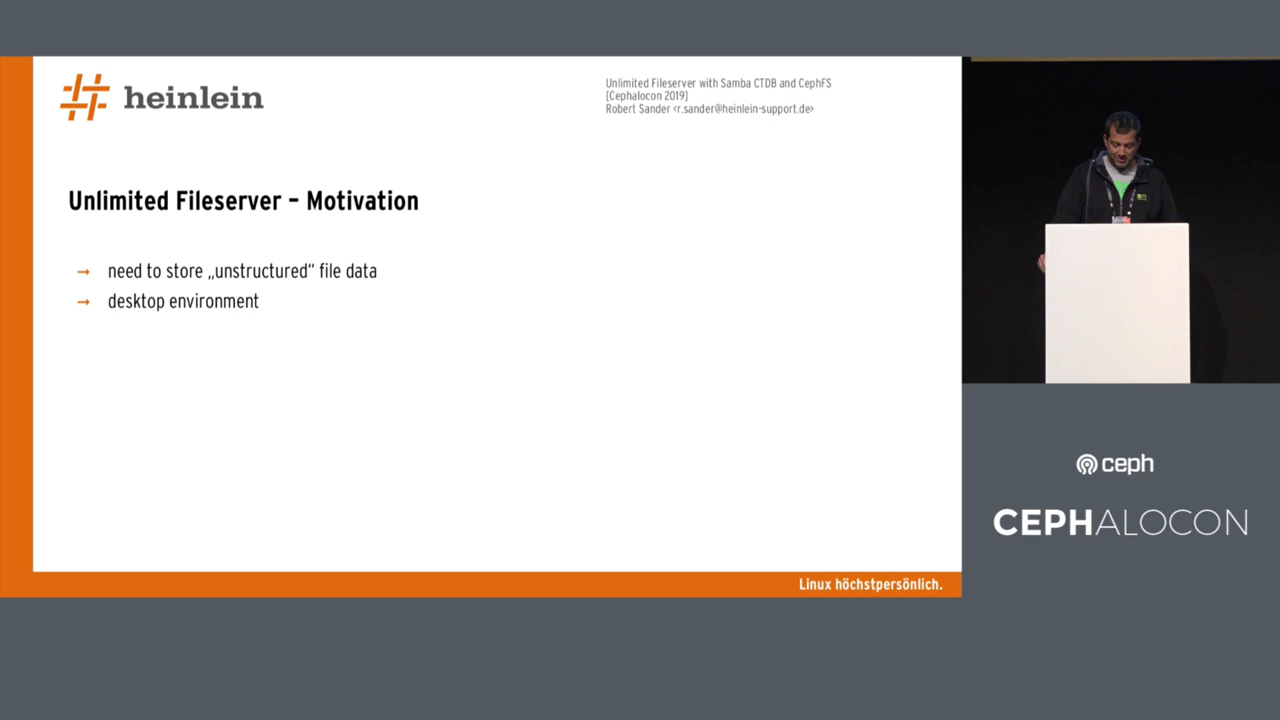 heinlein
Unlimited Fileserver with Samba CTDB and CephFS
[Cephalocon 2019]
Robert Sander <r.sander@heinlein-support.de>
Unlimited Fileserver – Motivation
→ need to store „unstructured“ file data
→ desktop environment
Linux höchstpersönlich.
ceph
CEPHALOCON